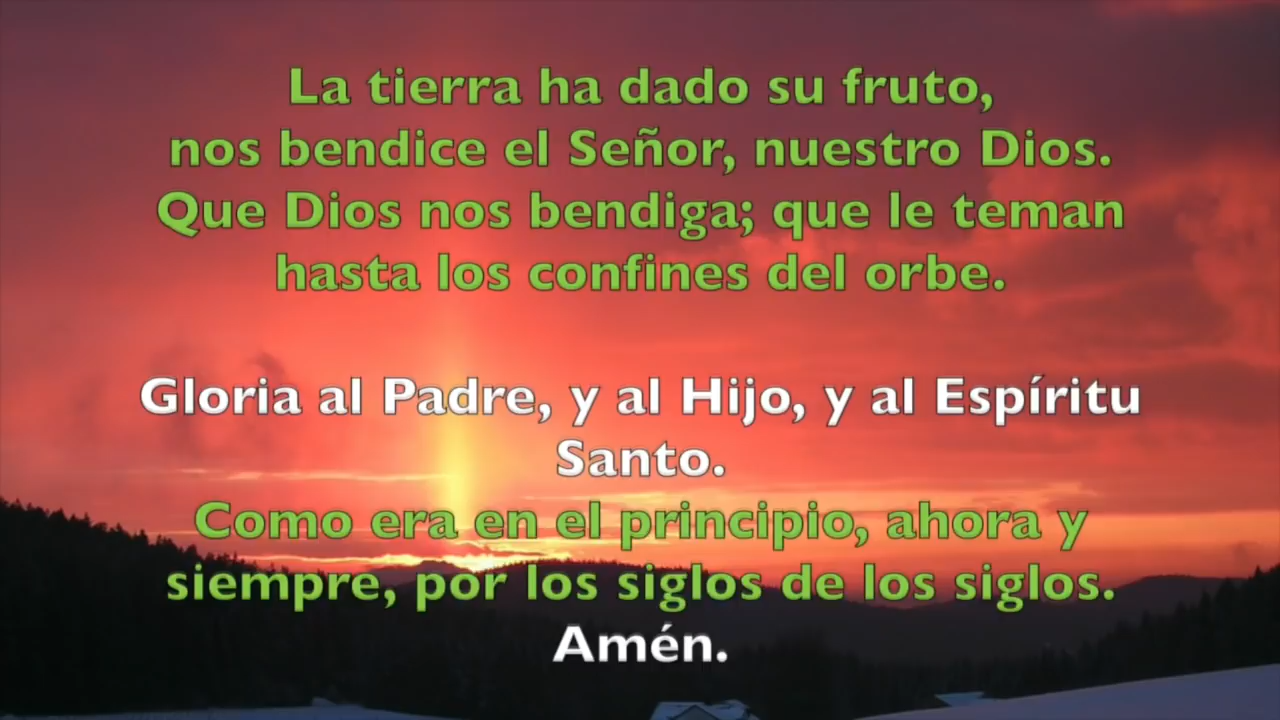 La tierra ha dado su fruto,
nos bendice el Señor, nuestro Dios.
Que Dios nos bendiga; que le teman
hasta los confines del orbe.
Gloria al Padre, y al Hijo, y al Espíritu
Santo.
Como era en el principio, ahora y
siempre, por los siglos de los siglos.
Amén.